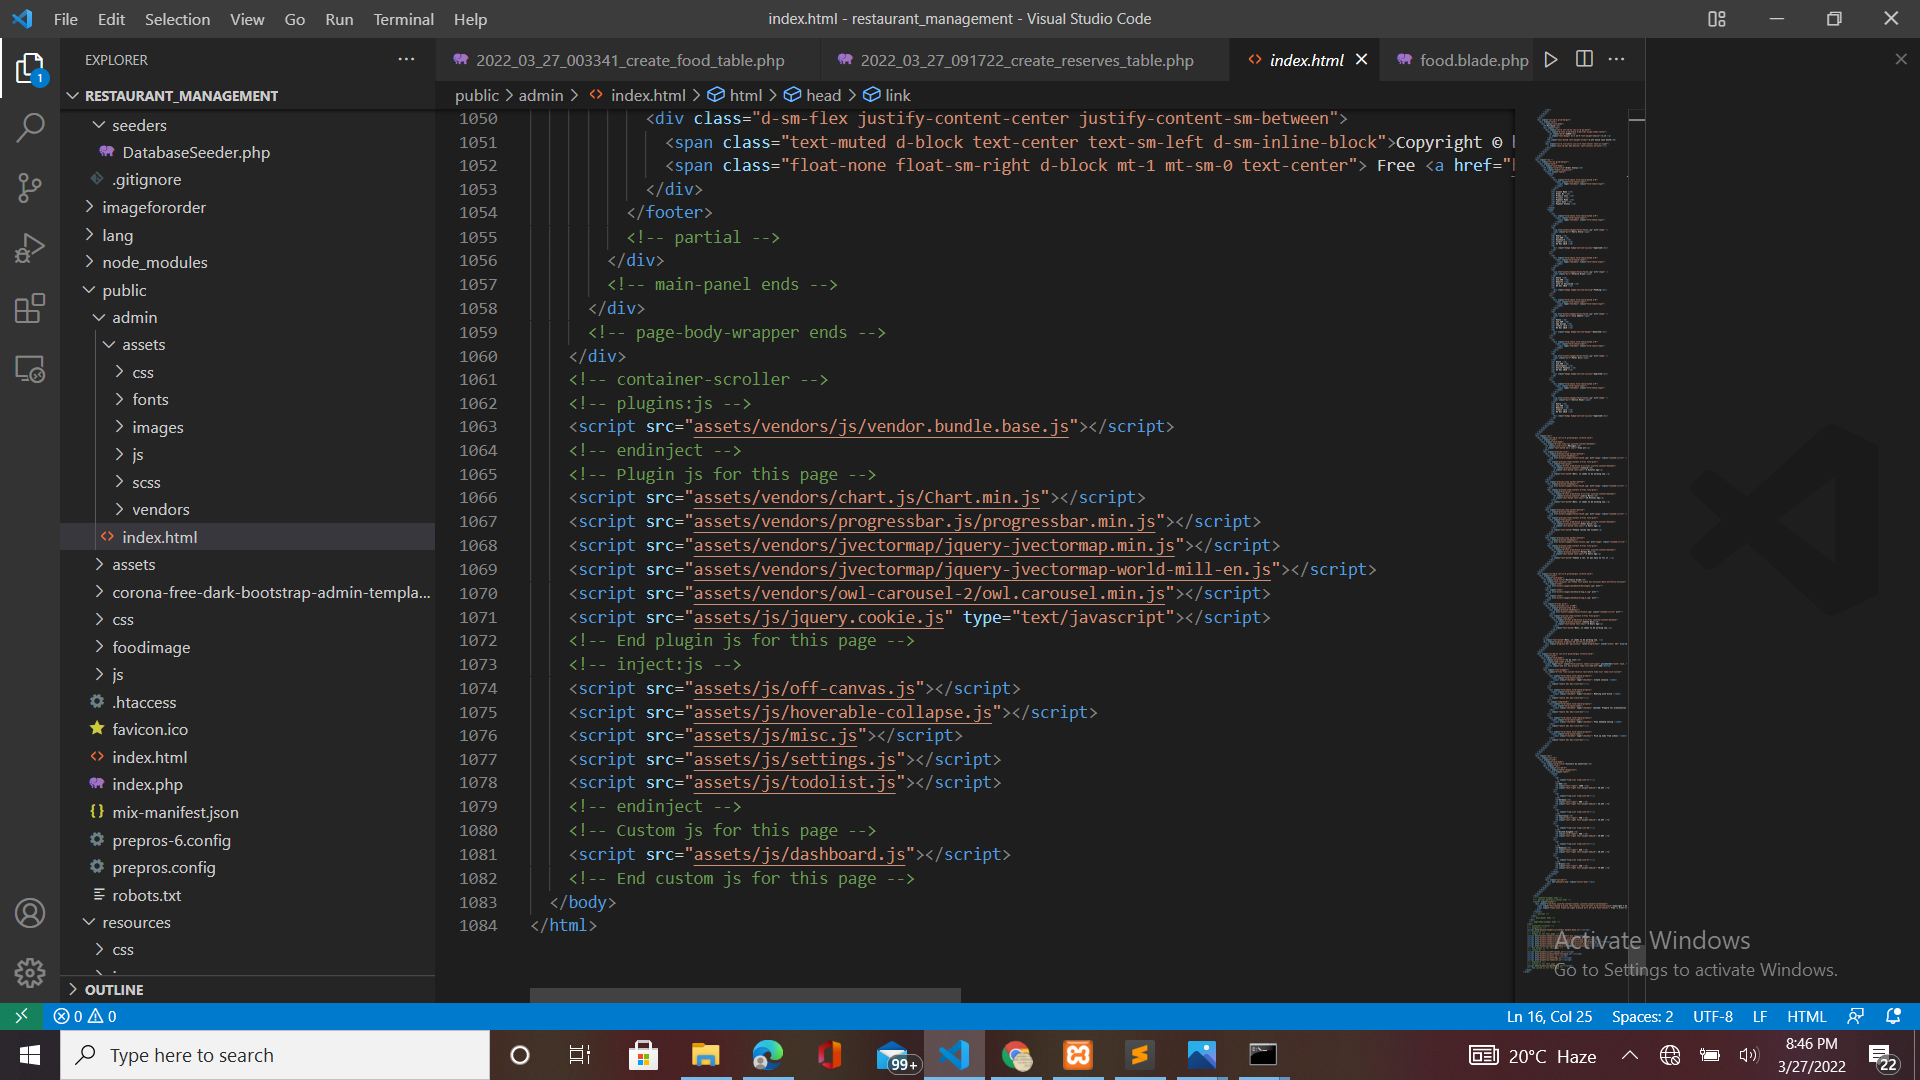 File Edit Selection View Go Run Terminal Help
index.html - restaurant_management - Visual Studio Code
EXPLORER
2022_03_27_003341_create_food_table.php
2022_03_27_091722_create_reserves_table.php
index.html
food.blade.php
RESTAURANT_MANAGEMENT
public > admin > index.html > html > head > link
seeders
DatabaseSeeder.php
.gitignore
imagefororder
lang
node_modules
public
admin
assets
css
fonts
images
js
scss
vendors
index.html
assets
corona-free-dark-bootstrap-admin-templa...
css
foodimage
js
.htaccess
favicon.ico
index.html
index.php
mix-manifest.json
prepros-6.config
prepros.config
robots.txt
resources
css
OUTLINE
1050 <div class="d-sm-flex justify-content-center justify-content-sm-between">
1051 <span class="text-muted d-block text-center text-sm-left d-sm-inline-block">Copyright ©
1052 <span class="float-none float-sm-right d-block mt-1 mt-sm-0 text-center"> Free <a href="
1053 </div>
1054 </footer>
1055 <!-- partial -->
1056 </div>
1057 <!-- main-panel ends -->
1058 </div>
1059 <!-- page-body-wrapper ends -->
1060 </div>
1061 <!-- container-scroller -->
1062 <!-- plugins:js -->
1063 <script src="assets/vendors/js/vendor.bundle.base.js"></script>
1064 <!-- endinject -->
1065 <!-- Plugin js for this page -->
1066 <script src="assets/vendors/chart.js/Chart.min.js"></script>
1067 <script src="assets/vendors/progressbar.js/progressbar.min.js"></script>
1068 <script src="assets/vendors/jvectormap/jquery-jvectormap.min.js"></script>
1069 <script src="assets/vendors/jvectormap/jquery-jvectormap-world-mill-en.js"></script>
1070 <script src="assets/vendors/owl-carousel-2/owl.carousel.min.js"></script>
1071 <script src="assets/js/jquery.cookie.js" type="text/javascript"></script>
1072 <!-- End plugin js for this page -->
1073 <!-- inject:js -->
1074 <script src="assets/js/off-canvas.js"></script>
1075 <script src="assets/js/hoverable-collapse.js"></script>
1076 <script src="assets/js/misc.js"></script>
1077 <script src="assets/js/settings.js"></script>
1078 <script src="assets/js/todolist.js"></script>
1079 <!-- endinject -->
1080 <!-- Custom js for this page -->
1081 <script src="assets/js/dashboard.js"></script>
1082 <!-- End custom js for this page -->
1083 </body>
1084 </html>
Activate Windows
Go to Settings to activate Windows.
0 0
Ln 16, Col 25 Spaces: 2 UTF-8 LF HTML
Type here to search
99+
20°C Haze
8:46 PM
3/27/2022
22
1